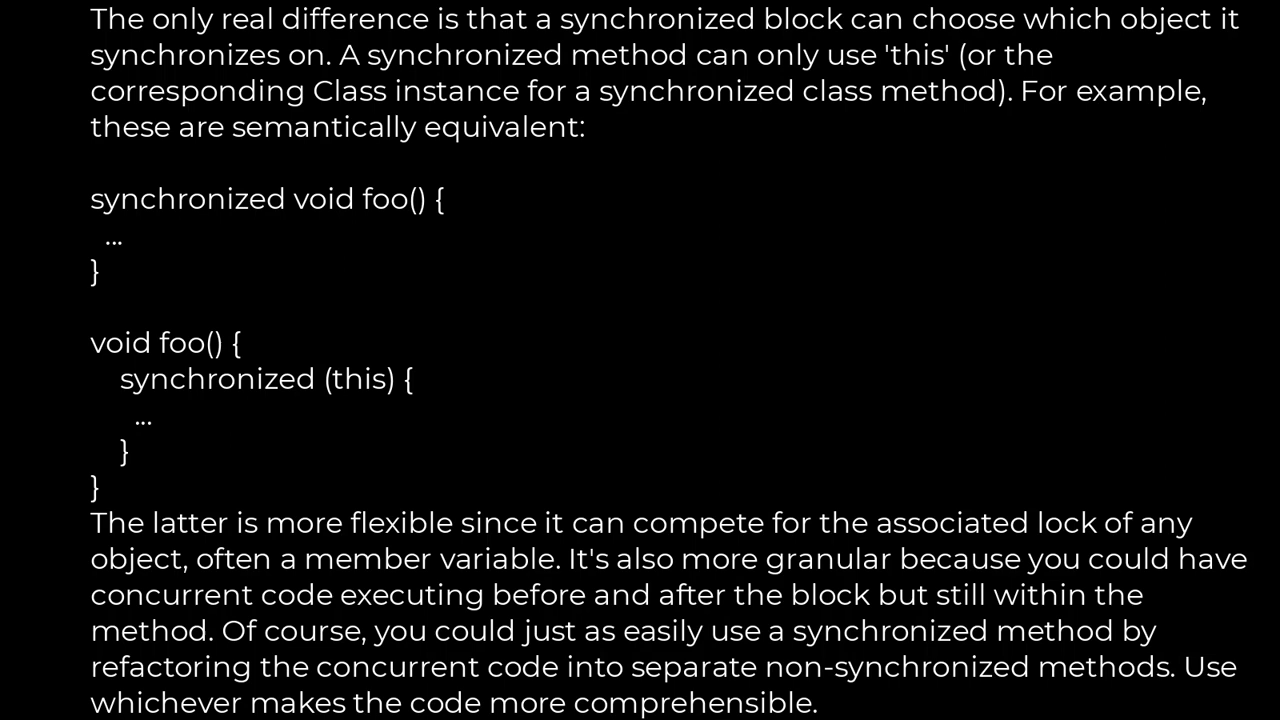 The only real difference is that a synchronized block can choose which object it
synchronizes on. A synchronized method can only use 'this' (or the
corresponding Class instance for a synchronized class method). For example,
these are semantically equivalent:

synchronized void foo() {
  ...
}

void foo() {
    synchronized (this) {
      ...
    }
}
The latter is more flexible since it can compete for the associated lock of any
object, often a member variable. It's also more granular because you could have
concurrent code executing before and after the block but still within the
method. Of course, you could just as easily use a synchronized method by
refactoring the concurrent code into separate non-synchronized methods. Use
whichever makes the code more comprehensible.